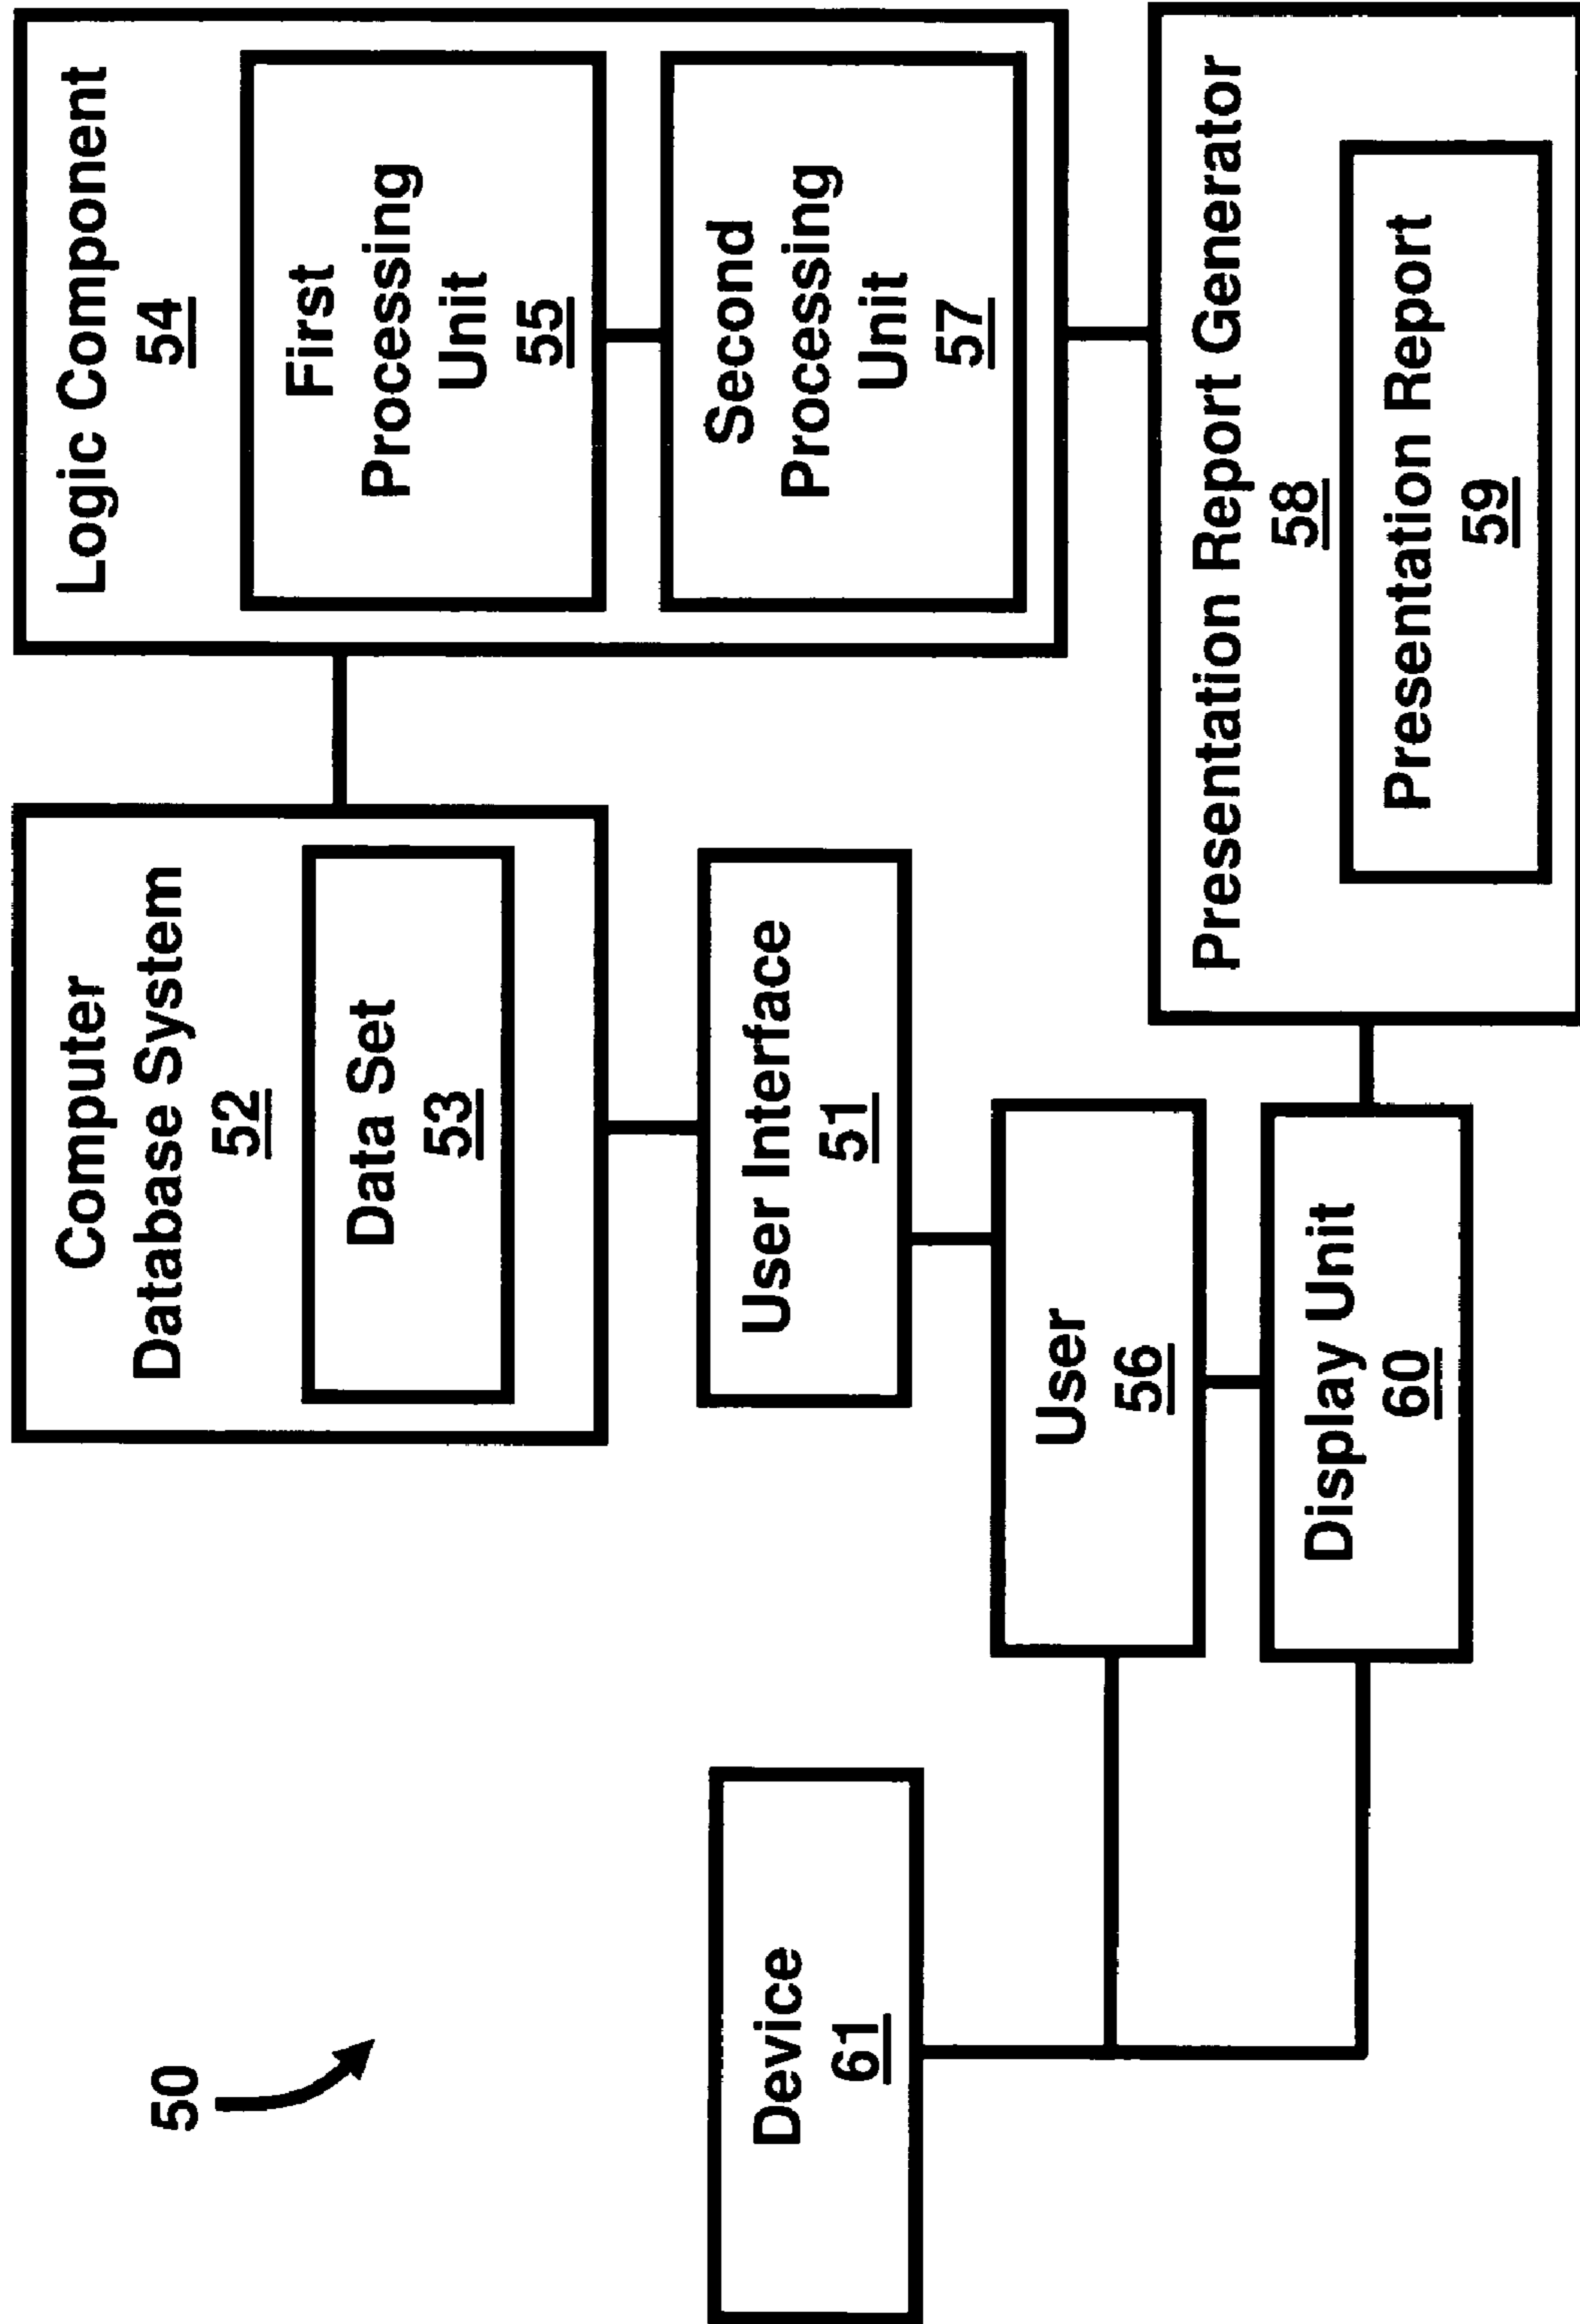 50
Computer
Database System
52
Data Set
53
Logic Component
54
First
Processing
Unit
55
Second
Processing
Unit
57
User Interface
51
Device
61
User
56
Display Unit
60
Presentation Report Generator
58
Presentation Report
59